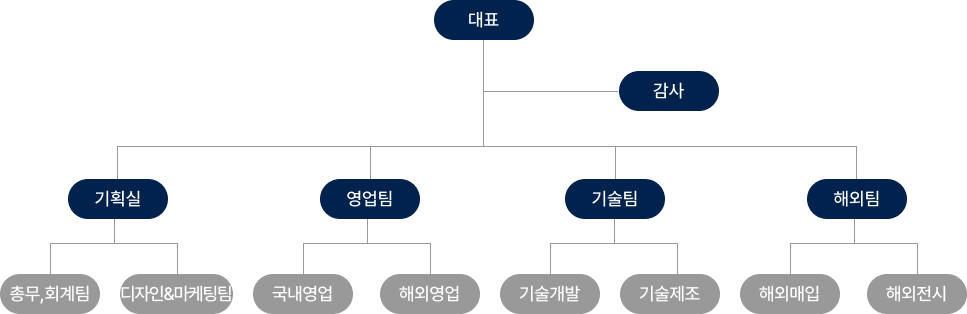 대표
감사
기획실
영업팀
기술팀
해외팀
총무,회계팀
디자인&마케팅팀
국내영업
해외영업
기술개발
기술제조
해외매입
해외전시